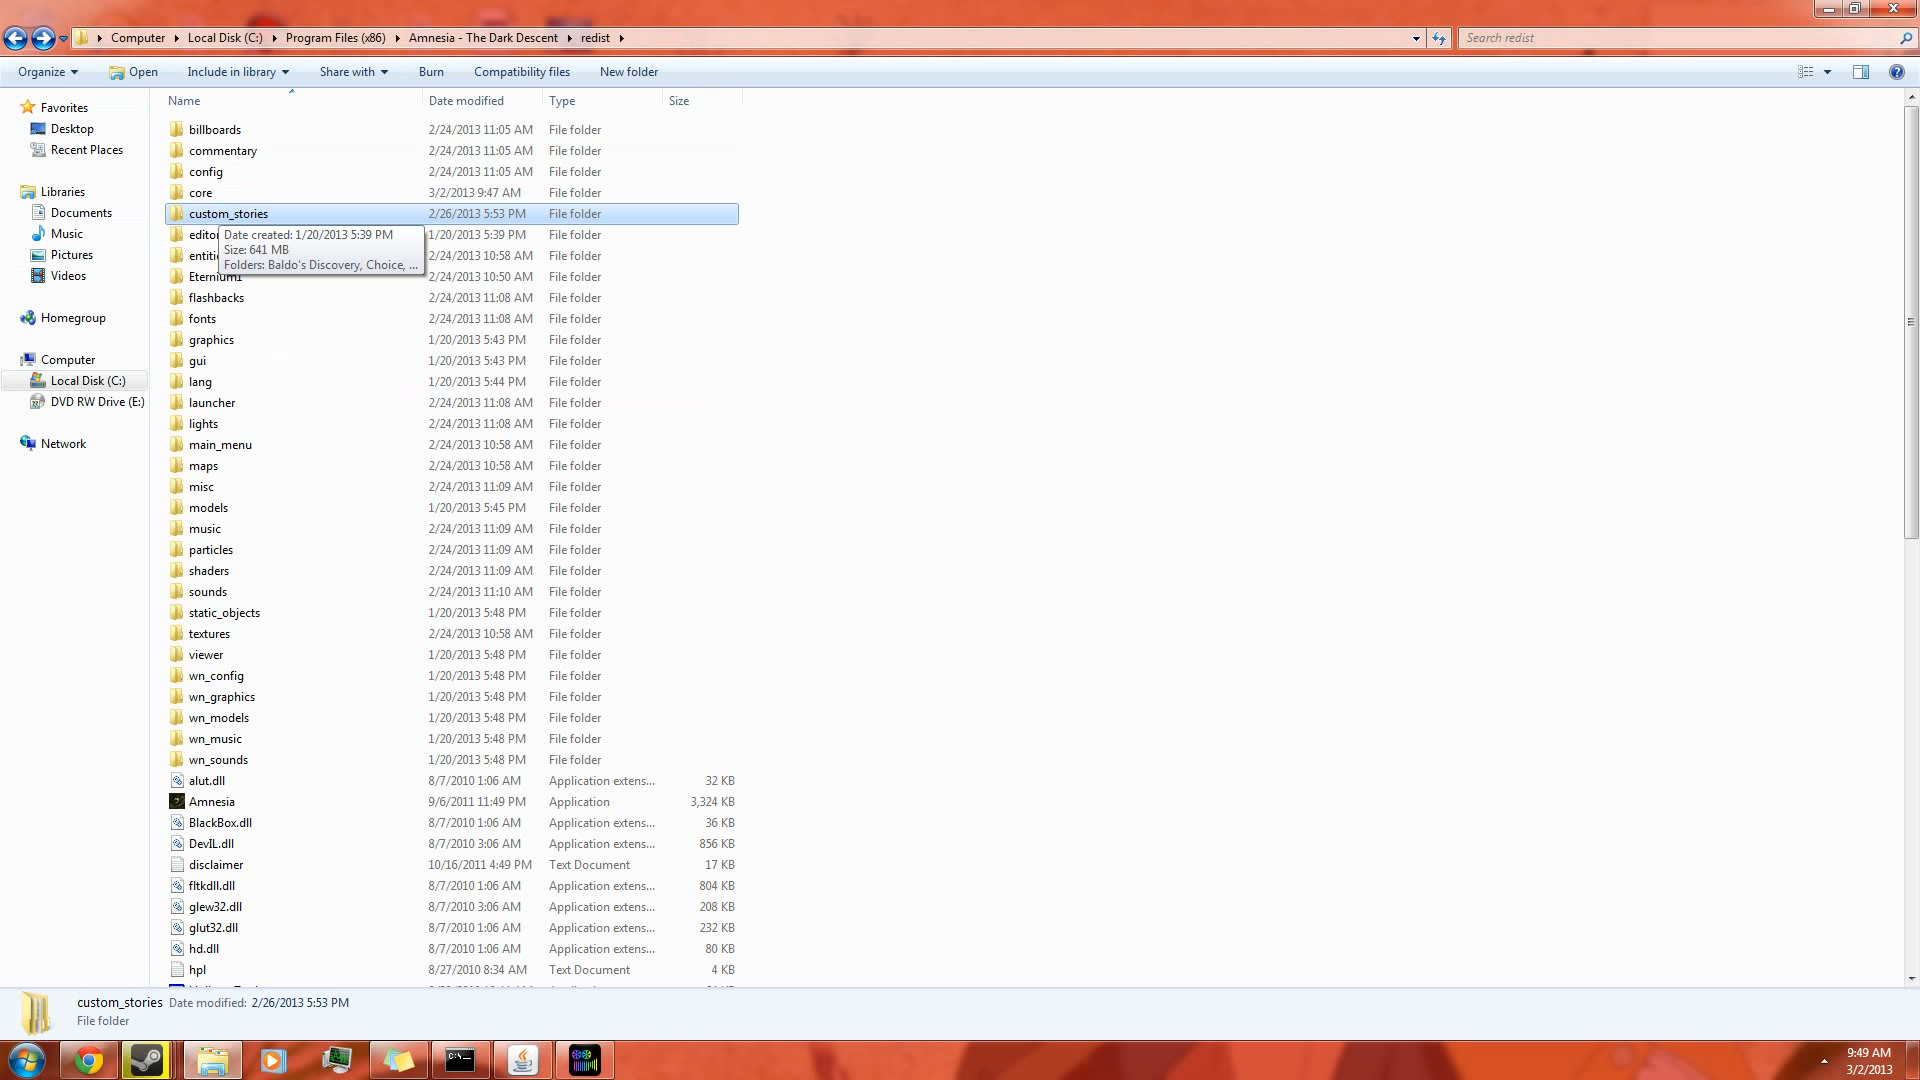 Computer Local Disk (C:) Program Files (x86) Amnesia - The Dark Descent redist Search redist
Organize Open Include in library Share with Burn Compatibility files New folder
Favorites
Desktop
Recent Places
Libraries
Documents
Music
Pictures
Videos
Homegroup
Computer
Local Disk (C:)
DVD RW Drive (E:)
Network
Name Date modified Type Size
billboards 2/24/2013 11:05 AM File folder
commentary 2/24/2013 11:05 AM File folder
config 2/24/2013 11:05 AM File folder
core 3/2/2013 9:47 AM File folder
custom_stories 2/26/2013 5:53 PM File folder
edito 1/20/2013 5:39 PM File folder
Date created: 1/20/2013 5:39 PM
Size: 641 MB
Folders: Baldo's Discovery, Choice, ...
entiti 2/24/2013 10:58 AM File folder
Eternium1 2/24/2013 10:50 AM File folder
flashbacks 2/24/2013 11:08 AM File folder
fonts 2/24/2013 11:08 AM File folder
graphics 1/20/2013 5:43 PM File folder
gui 1/20/2013 5:43 PM File folder
lang 1/20/2013 5:44 PM File folder
launcher 2/24/2013 11:08 AM File folder
lights 2/24/2013 11:08 AM File folder
main_menu 2/24/2013 10:58 AM File folder
maps 2/24/2013 10:58 AM File folder
misc 2/24/2013 11:09 AM File folder
models 1/20/2013 5:45 PM File folder
music 2/24/2013 11:09 AM File folder
particles 2/24/2013 11:09 AM File folder
shaders 2/24/2013 11:09 AM File folder
sounds 2/24/2013 11:10 AM File folder
static_objects 1/20/2013 5:48 PM File folder
textures 2/24/2013 10:58 AM File folder
viewer 1/20/2013 5:48 PM File folder
wn_config 1/20/2013 5:48 PM File folder
wn_graphics 1/20/2013 5:48 PM File folder
wn_models 1/20/2013 5:48 PM File folder
wn_music 1/20/2013 5:48 PM File folder
wn_sounds 1/20/2013 5:48 PM File folder
alut.dll 8/7/2010 1:06 AM Application extens... 32 KB
Amnesia 9/6/2011 11:49 PM Application 3,324 KB
BlackBox.dll 8/7/2010 1:06 AM Application extens... 36 KB
DevIL.dll 8/7/2010 3:06 AM Application extens... 856 KB
disclaimer 10/16/2011 4:49 PM Text Document 17 KB
fltkdll.dll 8/7/2010 1:06 AM Application extens... 804 KB
glew32.dll 8/7/2010 3:06 AM Application extens... 208 KB
glut32.dll 8/7/2010 1:06 AM Application extens... 232 KB
hd.dll 8/7/2010 1:06 AM Application extens... 80 KB
hpl 8/27/2010 8:34 AM Text Document 4 KB
custom_stories Date modified: 2/26/2013 5:53 PM
File folder
9:49 AM
3/2/2013